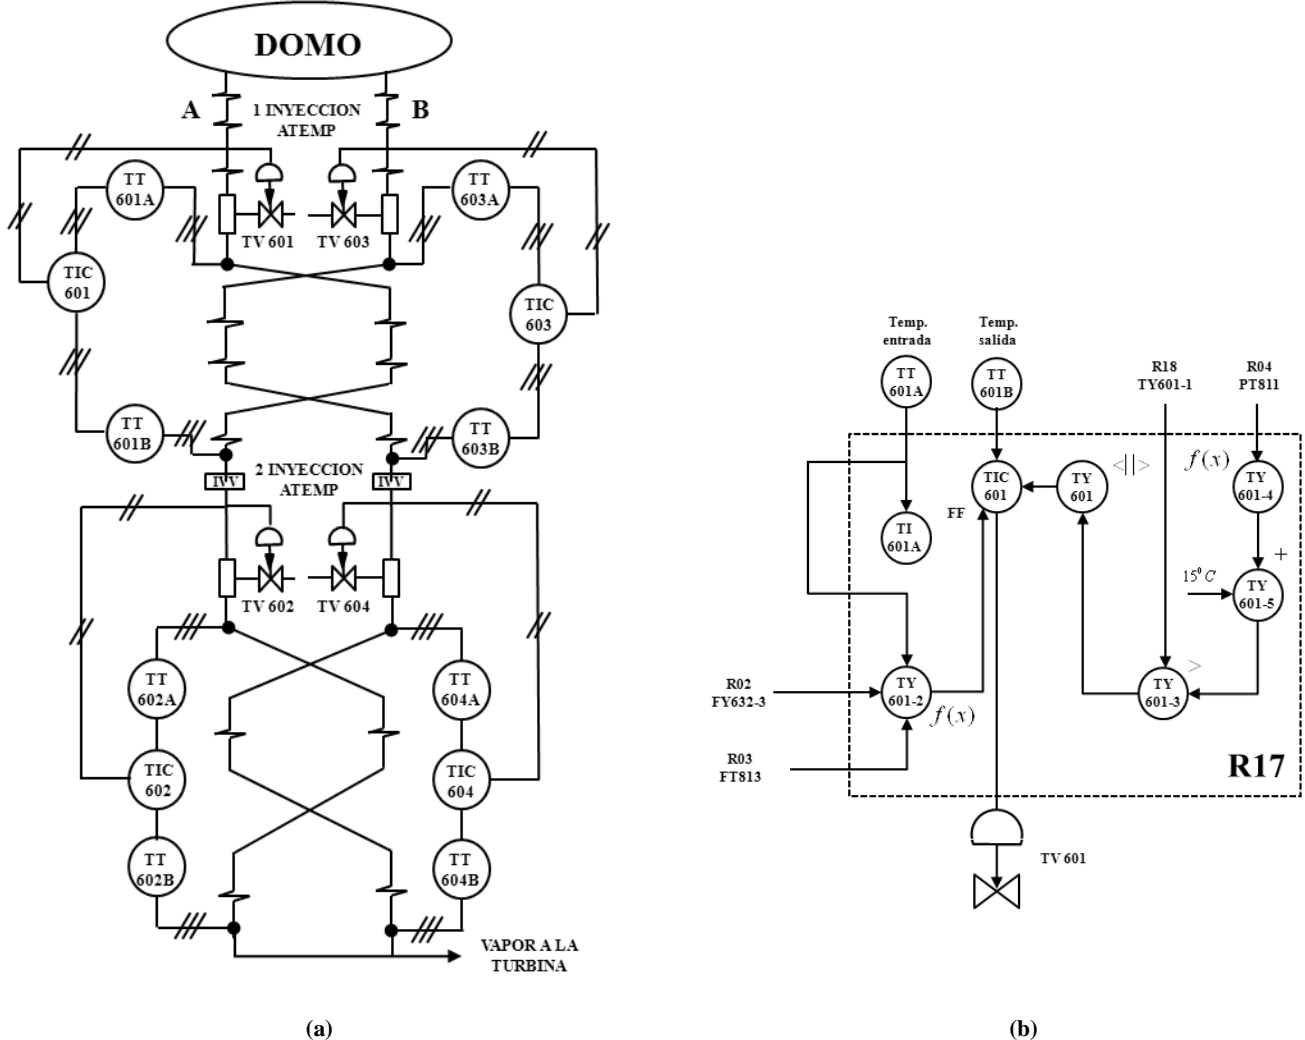 DOMO
A
1 INYECCION
ATEMP
B
TT
601A
TT
603A
TV 601
TV 603
TIC
601
TIC
603
TT
601B
TT
603B
2 INYECCION
ATEMP
IVV
IVV
TV 602
TV 604
TT
602A
TT
604A
TIC
602
TIC
604
TT
602B
TT
604B
VAPOR A LA
TURBINA
(a)
Temp.
entrada
Temp.
salida
TT
601A
TT
601B
R18
TY601-1
R04
PT811
TIC
601
TY
601
<||>
f(x)
TY
601-4
FF
TI
601A
+
15⁰ C
TY
601-5
R02
FY632-3
TY
601-2
f(x)
>
TY
601-3
R03
FT813
R17
TV 601
(b)